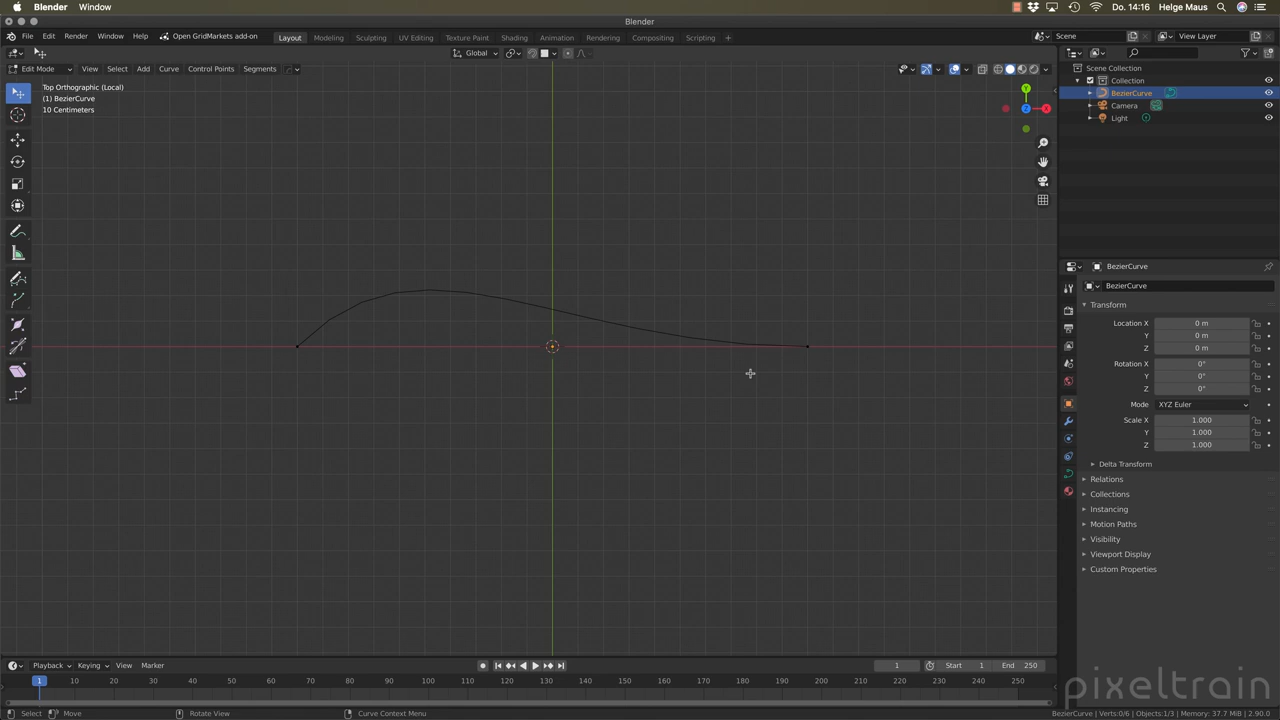 Blender Window
Do. 14:16 Helge Maus
Blender
File Edit Render Window Help Open GridMarkets add-on
Layout Modeling Sculpting UV Editing Texture Paint Shading Animation Rendering Compositing Scripting +
Scene View Layer
Global
Edit Mode View Select Add Curve Control Points Segments
Top Orthographic (Local)
(1) BezierCurve
10 Centimeters
Y
Z X
Scene Collection
Collection
BezierCurve
Camera
Light
BezierCurve
BezierCurve
Transform
Location X 0 m
Y 0 m
Z 0 m
Rotation X 0°
Y 0°
Z 0°
Mode XYZ Euler
Scale X 1.000
Y 1.000
Z 1.000
Delta Transform
Relations
Collections
Instancing
Motion Paths
Visibility
Viewport Display
Custom Properties
Playback Keying View Marker
1 Start 1 End 250
1 10 20 30 40 50 60 70 80 90 100 110 120 130 140 150 160 170 180 190 200 210 220 230 240 250
pixeltrain
Select Move Rotate View Curve Context Menu
BezierCurve | Verts:0/6 | Objects:1/3 | Memory: 37.7 MiB | 2.90.0